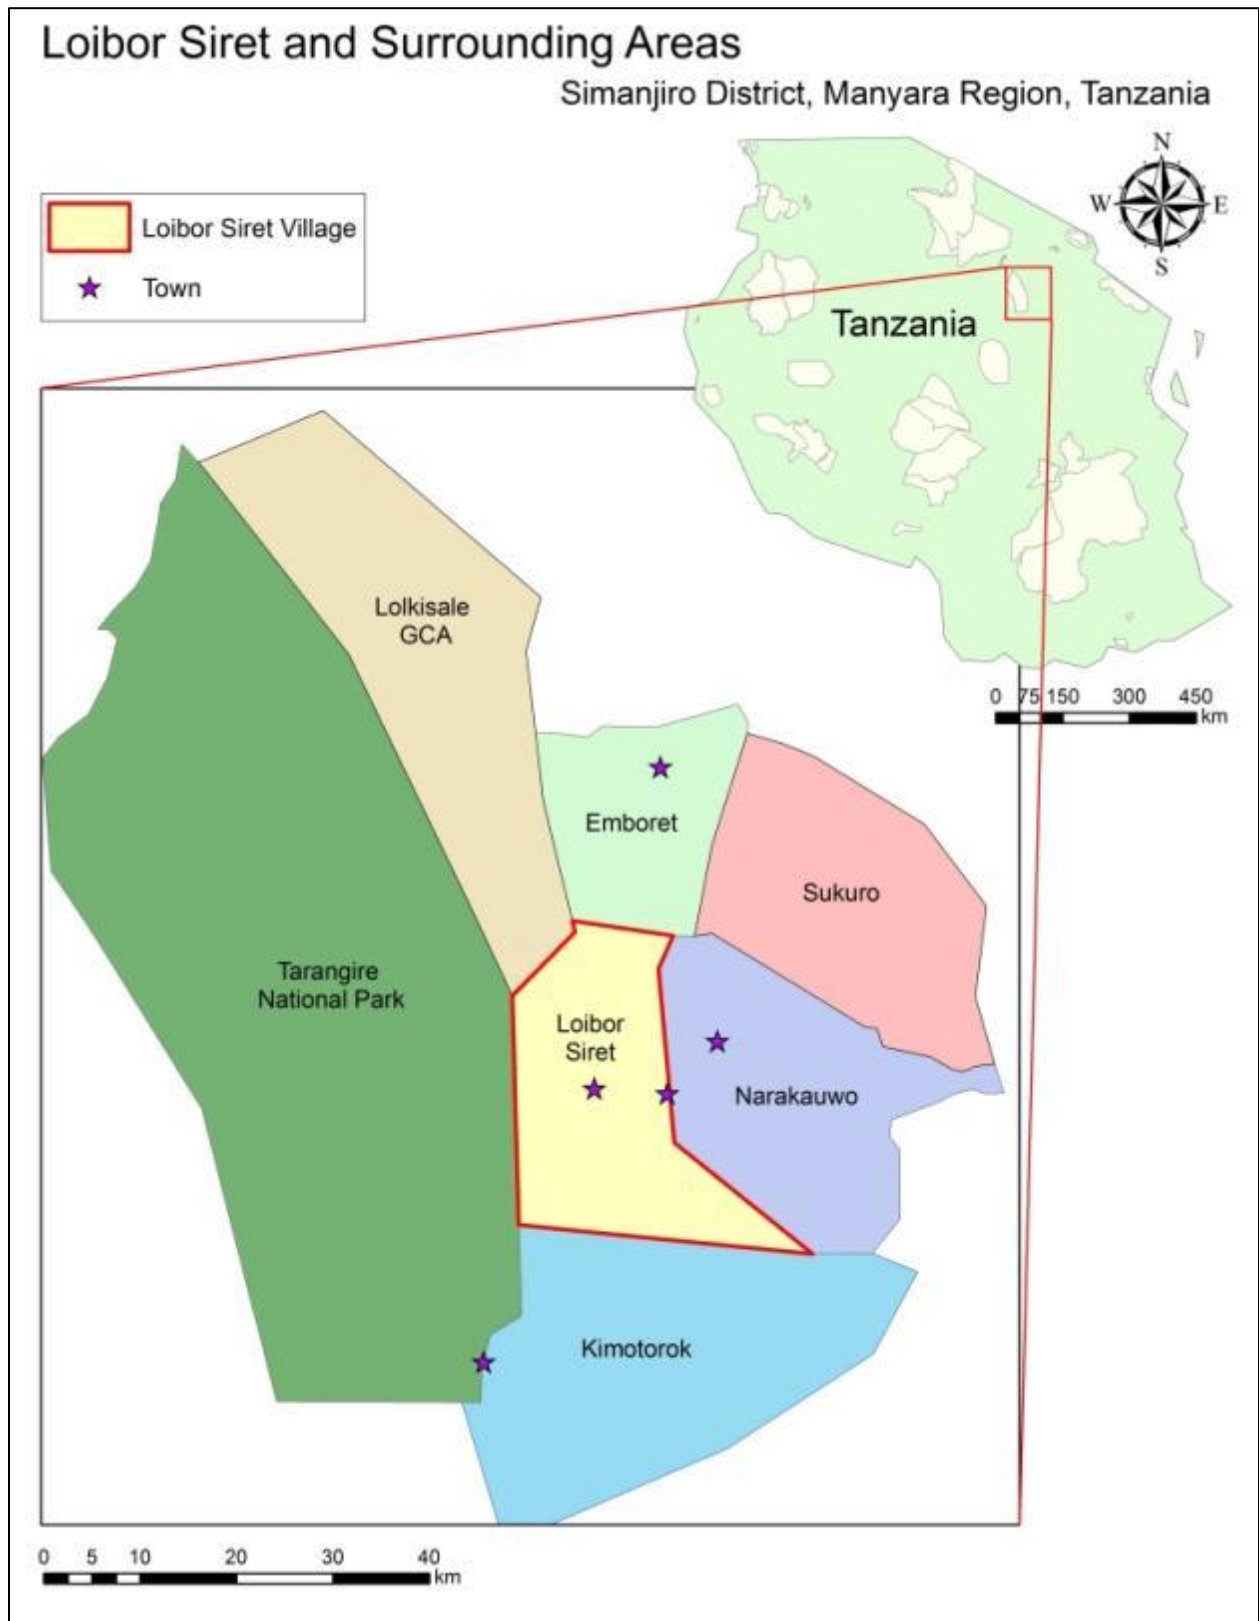 Loibor Siret and Surrounding Areas
Simanjiro District, Manyara Region, Tanzania
N
W
E
S
Loibor Siret Village
Town
Tanzania
0 75 150 300 450
km
Lolkisale
GCA
Emboret
Sukuro
Tarangire
National Park
Loibor
Siret
Narakauwo
Kimotorok
0 5 10 20 30 40
km